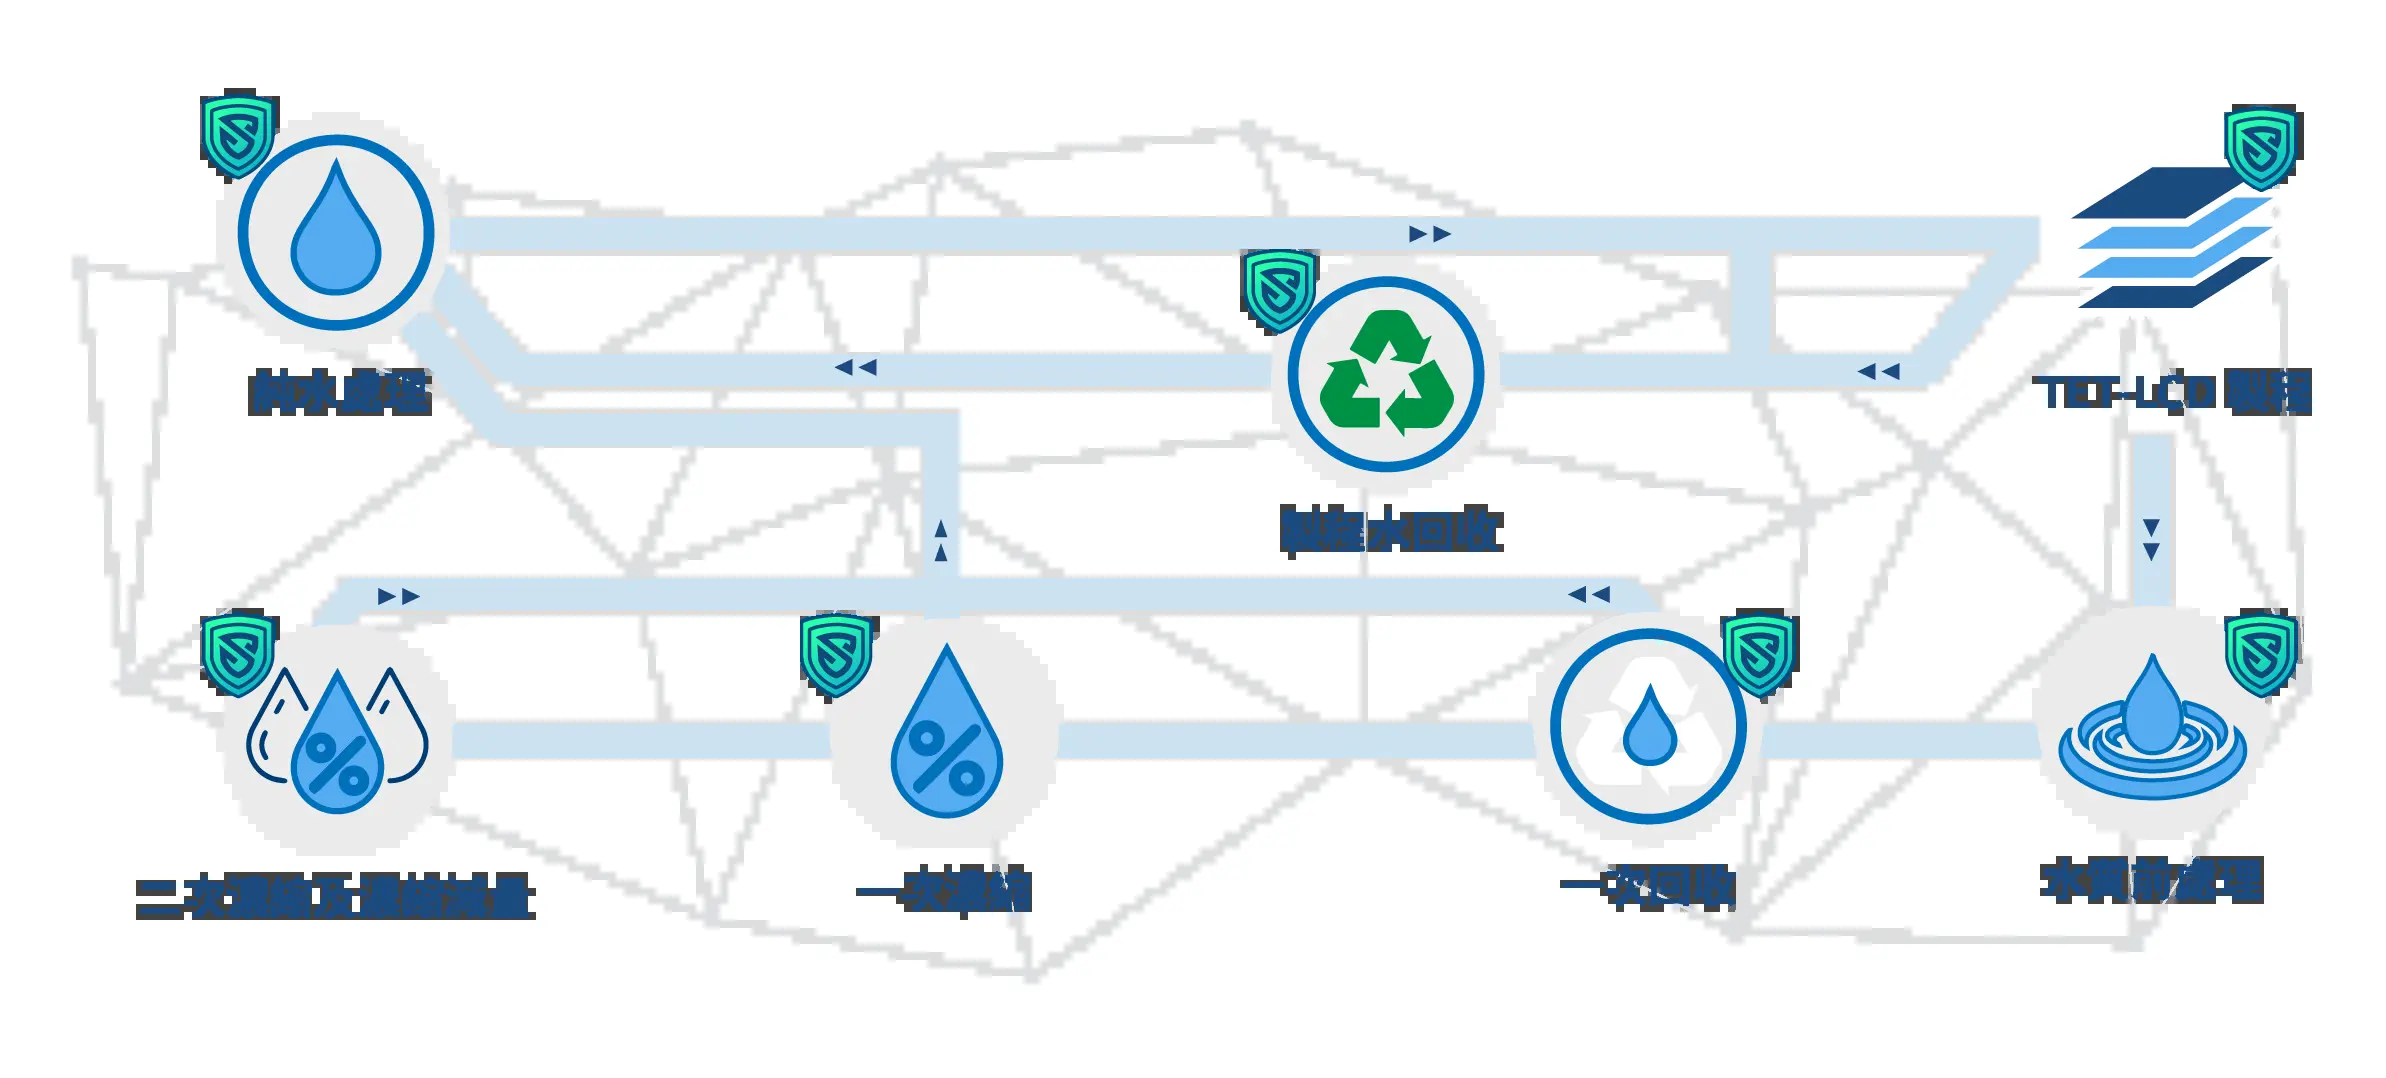 純水處理
TFT-LCD 製程
製程水回收
二次濃縮及濃縮減量
一次濃縮
一次回收
水質前處理